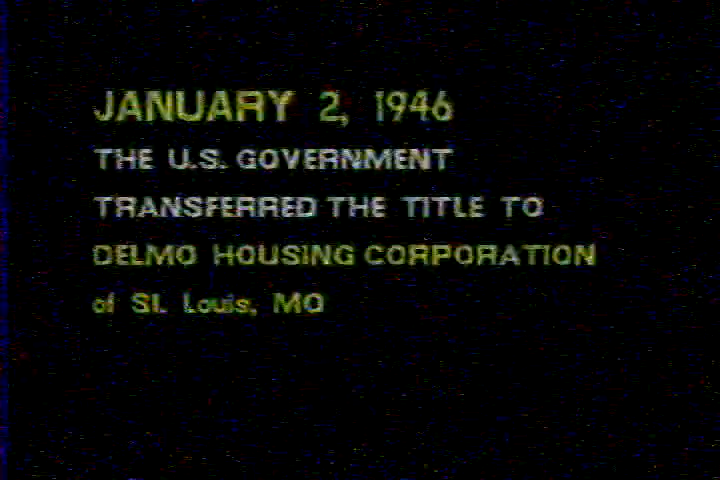 JANUARY 2, 1946
THE U.S. GOVERNMENT
TRANSFERRED THE TITLE TO
DELMO HOUSING CORPORATION
of St. Louis, MO